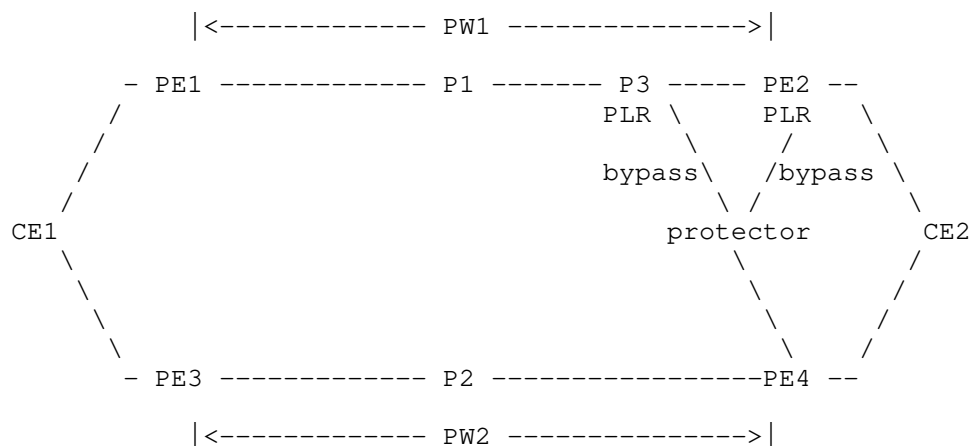 |<------------- PW1 --------------->|
- PE1 -------------- P1 ------- P3 ----- PE2 --
PLR \ PLR
bypass\ /bypass
CE1 protector CE2
- PE3 ------------- P2 -----------------PE4 --
|<------------- PW2 --------------->|